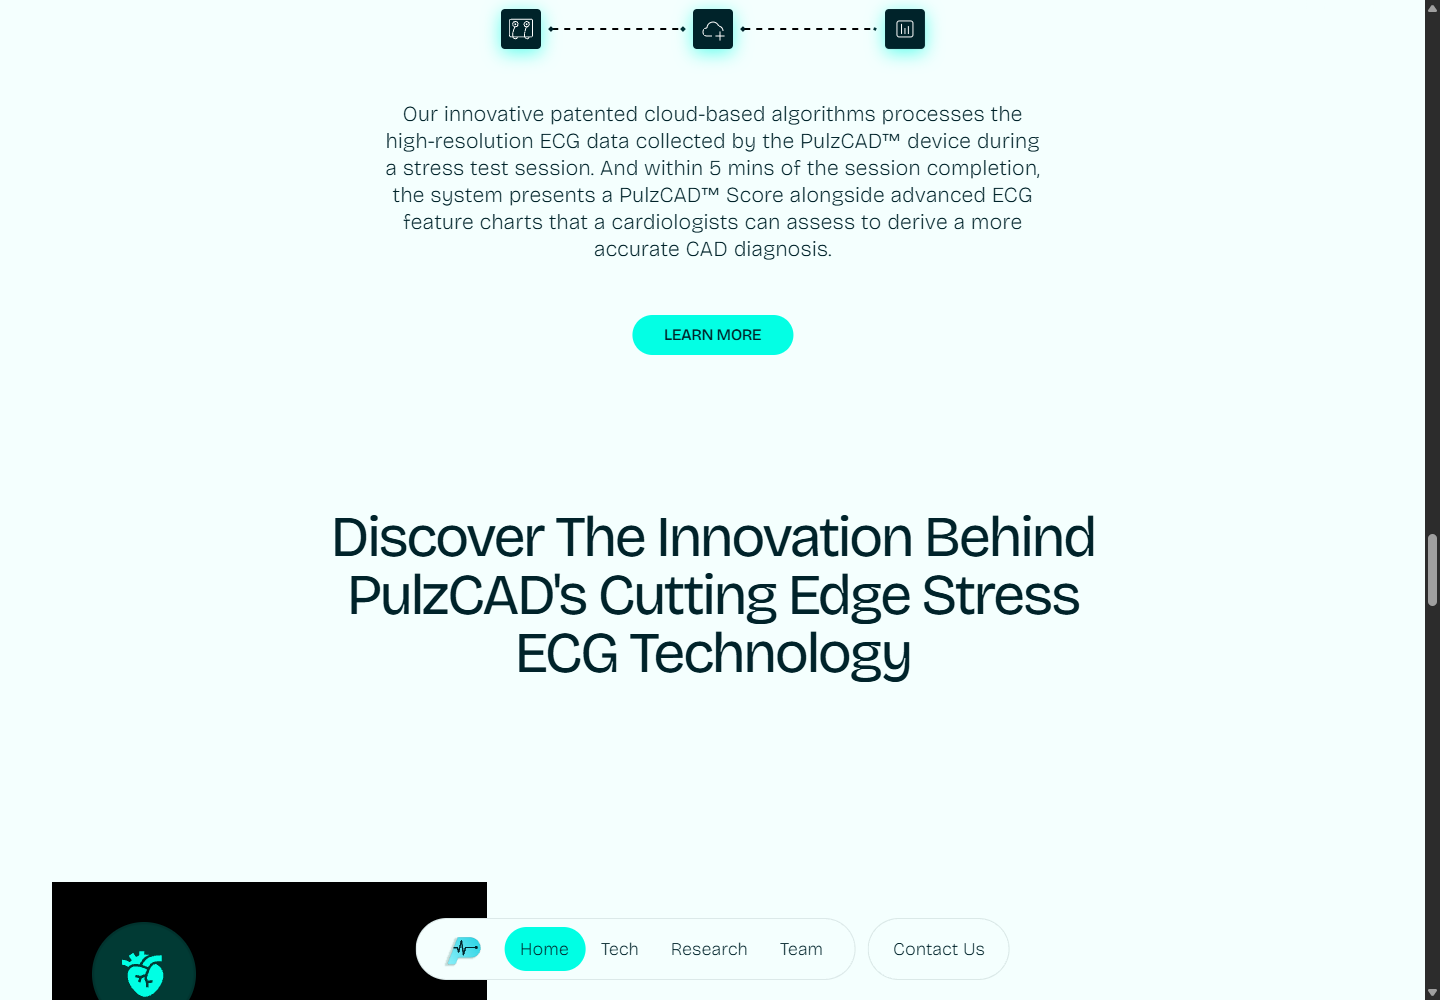 Our innovative patented cloud-based algorithms processes the
high-resolution ECG data collected by the PulzCAD™ device during
a stress test session. And within 5 mins of the session completion,
the system presents a PulzCAD™ Score alongside advanced ECG
feature charts that a cardiologists can assess to derive a more
accurate CAD diagnosis.
LEARN MORE
Discover The Innovation Behind
PulzCAD's Cutting Edge Stress
ECG Technology
Home Tech Research Team Contact Us